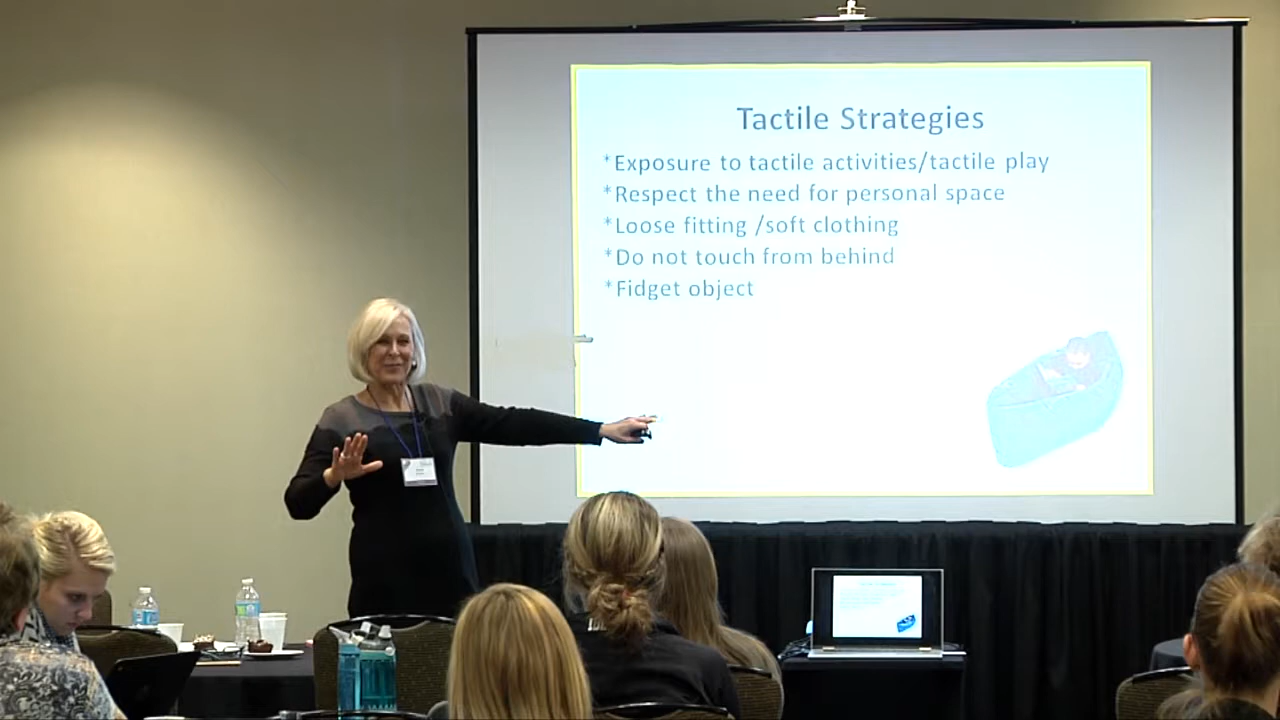 Tactile Strategies
*Exposure to tactile activities/tactile play
*Respect the need for personal space
*Loose fitting /soft clothing
*Do not touch from behind
*Fidget object